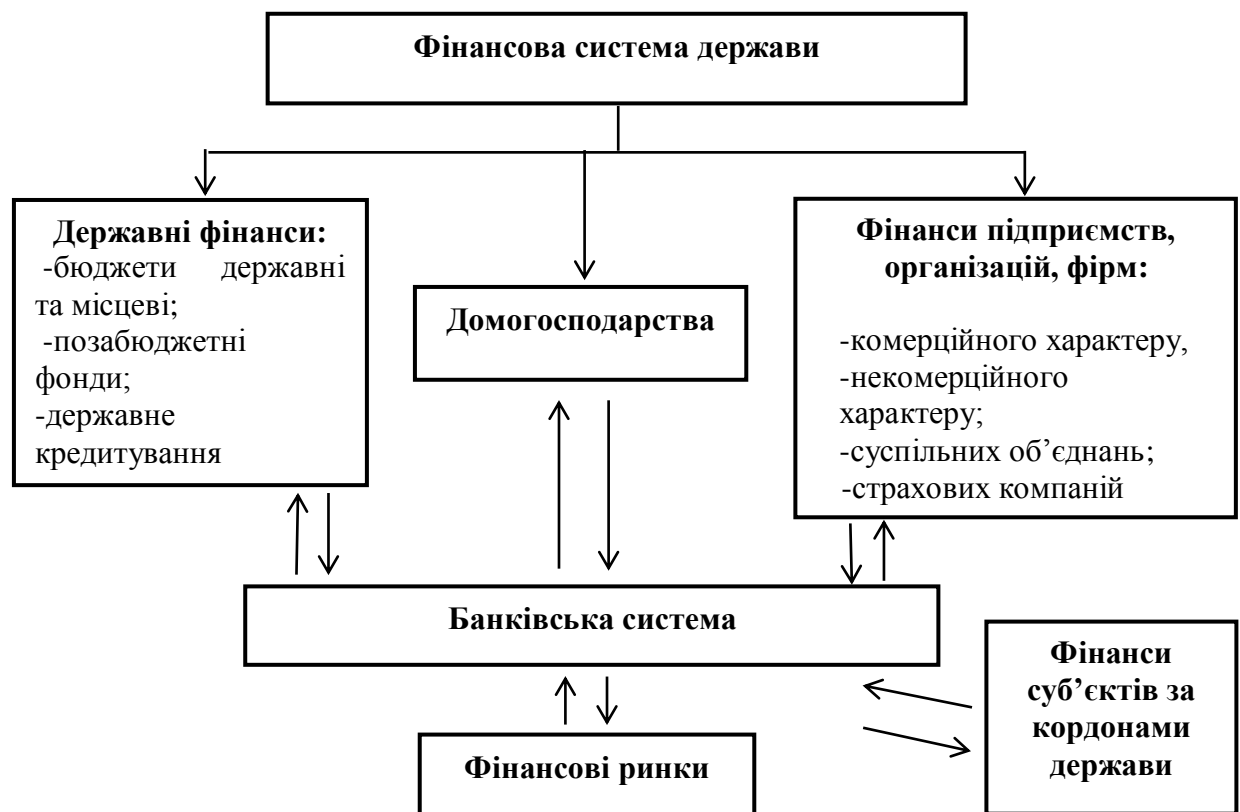 Фінансова система держави
Державні фінанси:
-бюджети державні
та місцеві;
-позабюджетні
фонди;
-державне
кредитування
Домогосподарства
Фінанси підприємств,
організацій, фірм:
-комерційного характеру,
-некомерційного
характеру;
-суспільних об’єднань;
-страхових компаній
Банківська система
Фінанси
суб’єктів за
кордонами
держави
Фінансові ринки